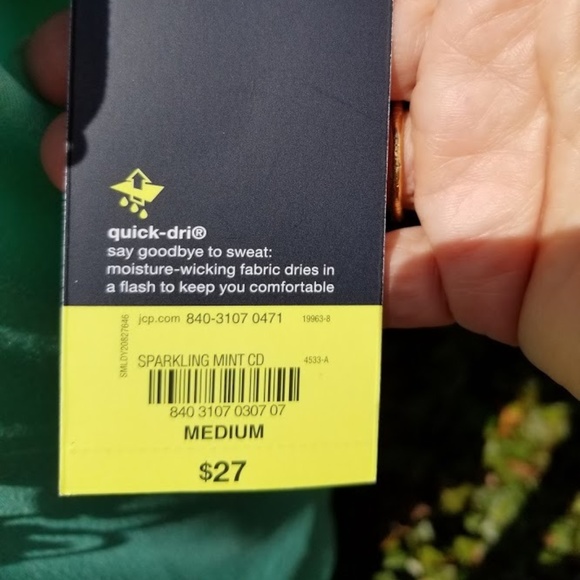 quick-dri®
say goodbye to sweat:
moisture-wicking fabric dries in
a flash to keep you comfortable
SMLDY20827646
jcp.com 840-3107 0471 19963-8
SPARKLING MINT CD 4533-A
840 3107 0307 07
MEDIUM
$27